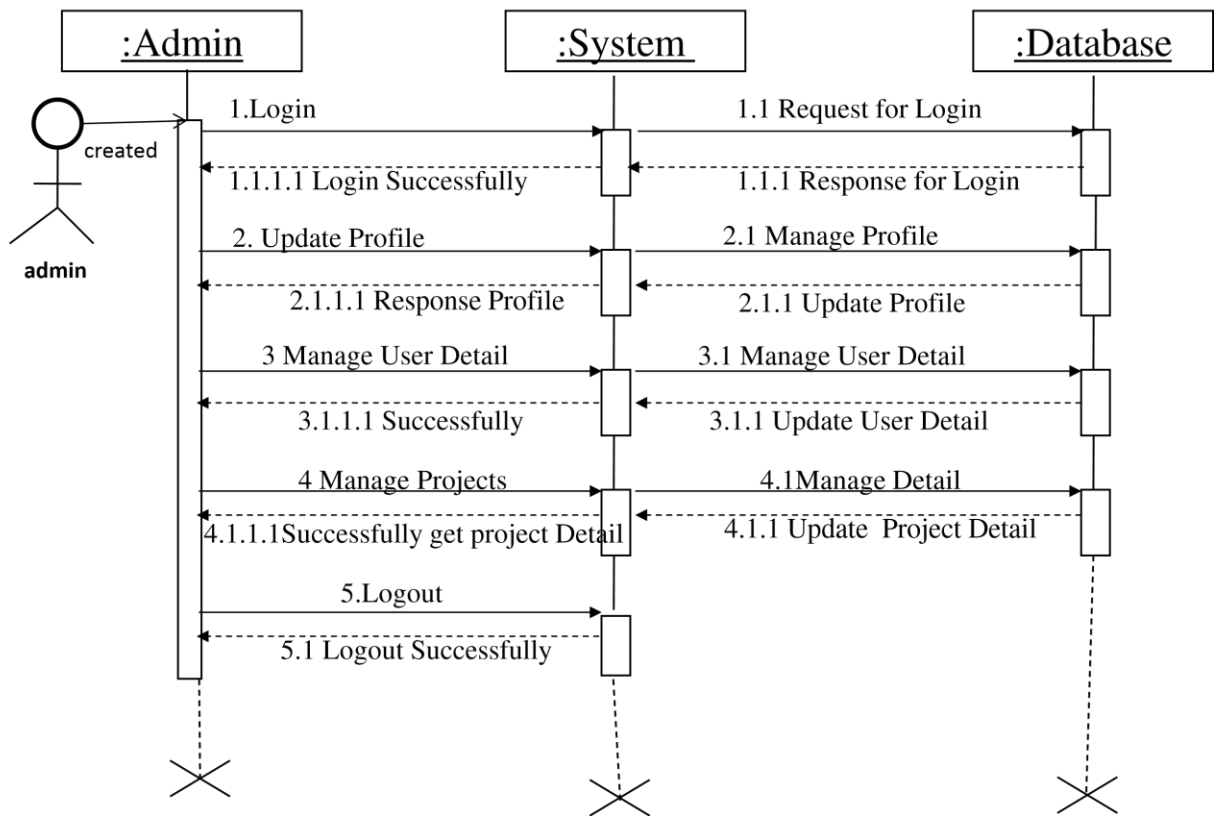 :Admin
:System
:Database
1.Login
1.1 Request for Login
created
1.1.1.1 Login Successfully
1.1.1 Response for Login
admin
2. Update Profile
2.1 Manage Profile
2.1.1.1 Response Profile
2.1.1 Update Profile
3 Manage User Detail
3.1 Manage User Detail
3.1.1.1 Successfully
3.1.1 Update User Detail
4 Manage Projects
4.1Manage Detail
4.1.1.1Successfully get project Detail
4.1.1 Update Project Detail
5.Logout
5.1 Logout Successfully